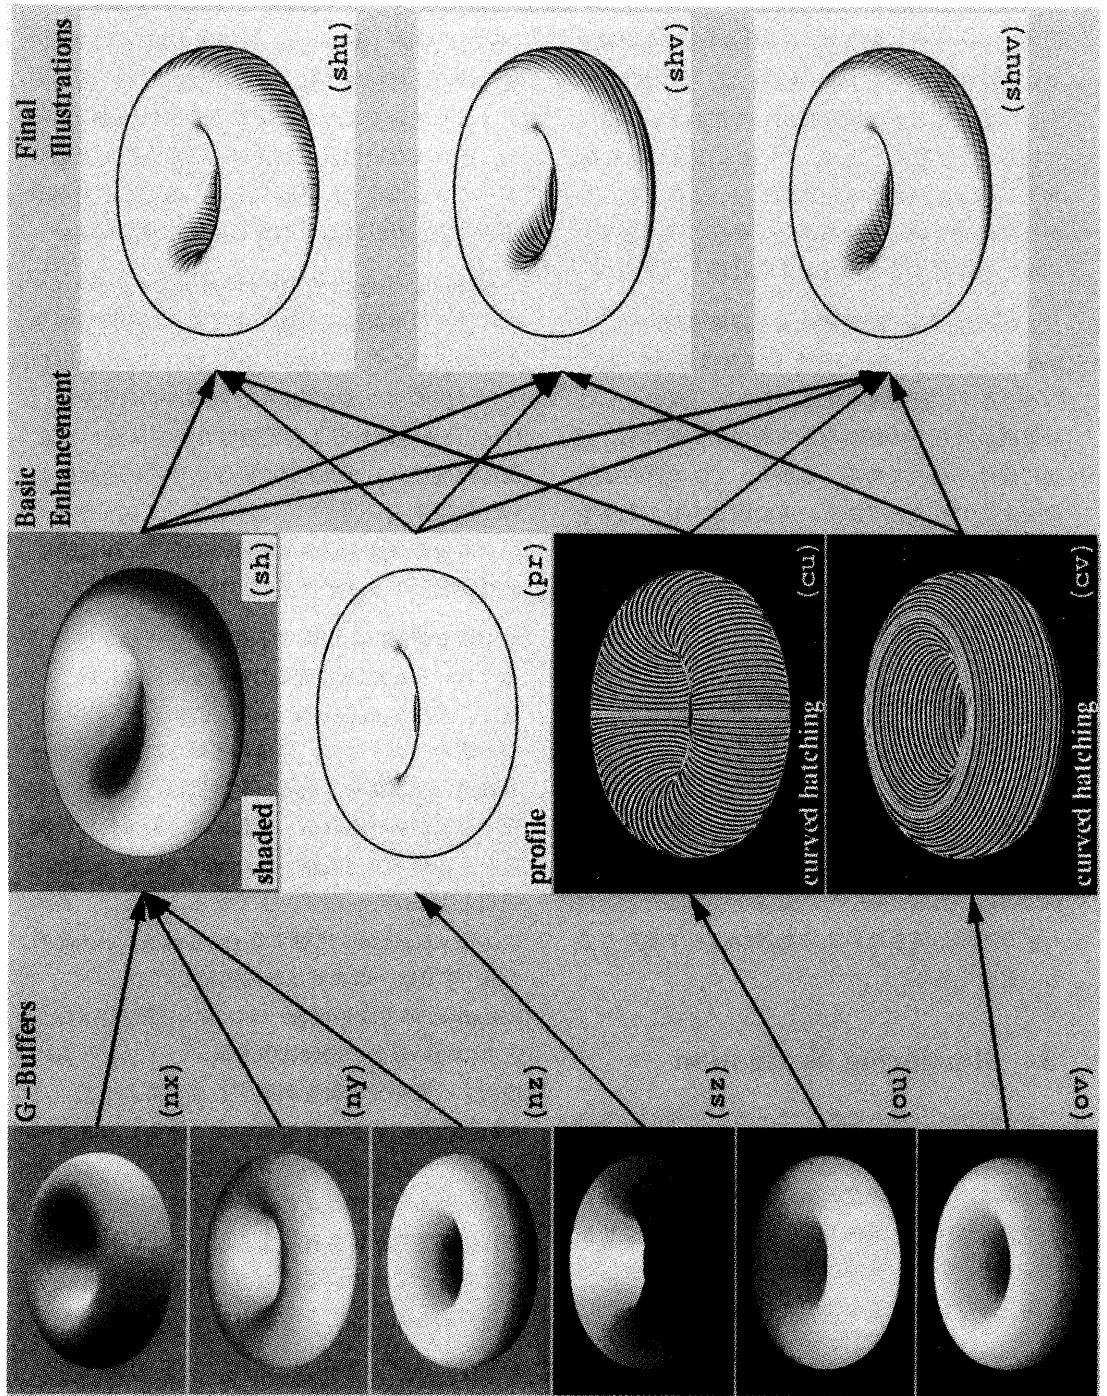 G-Buffers
(nx)
(ny)
(nz)
(sz)
(ou)
(ov)
Basic
Enhancement
shaded
(sh)
profile
(pr)
curved hatching
(cu)
curved hatching
(cv)
Final
Illustrations
(shu)
(shv)
(shuv)